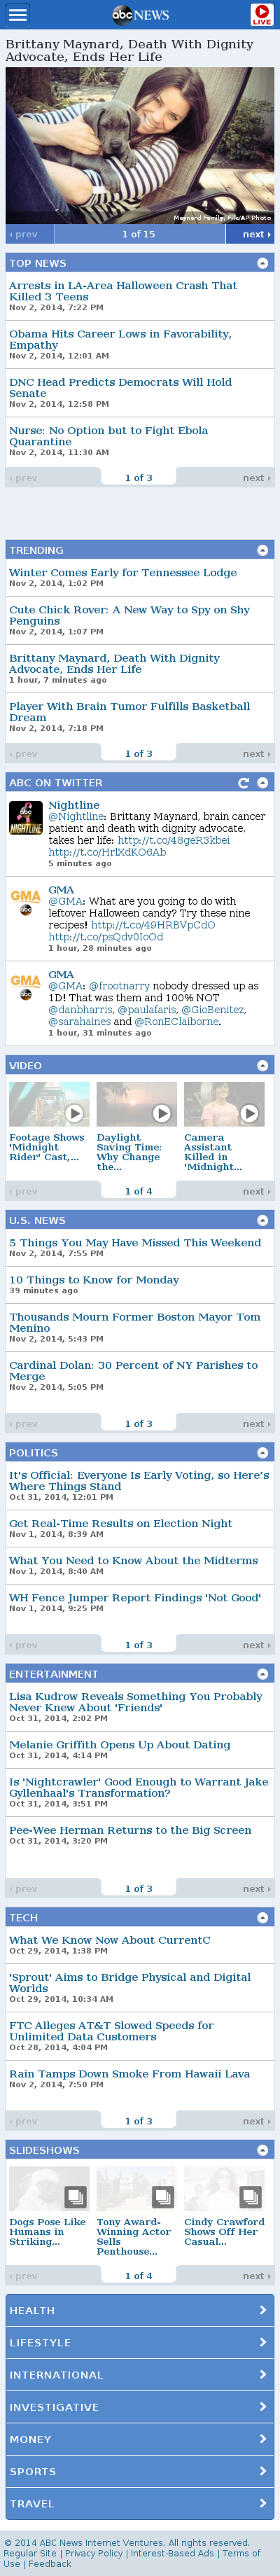 abc NEWS
LIVE
Brittany Maynard, Death With Dignity
Advocate, Ends Her Life
Maynard Family, File/AP Photo
‹ prev
1 of 15
next ›
TOP NEWS
Arrests in LA-Area Halloween Crash That
Killed 3 Teens
Nov 2, 2014, 7:22 PM
Obama Hits Career Lows in Favorability,
Empathy
Nov 2, 2014, 12:01 AM
DNC Head Predicts Democrats Will Hold
Senate
Nov 2, 2014, 12:58 PM
Nurse: No Option but to Fight Ebola
Quarantine
Nov 2, 2014, 11:30 AM
‹ prev
1 of 3
next ›
TRENDING
Winter Comes Early for Tennessee Lodge
Nov 2, 2014, 1:02 PM
Cute Chick Rover: A New Way to Spy on Shy
Penguins
Nov 2, 2014, 1:07 PM
Brittany Maynard, Death With Dignity
Advocate, Ends Her Life
1 hour, 7 minutes ago
Player With Brain Tumor Fulfills Basketball
Dream
Nov 2, 2014, 7:18 PM
‹ prev
1 of 3
next ›
ABC ON TWITTER
Nightline
@Nightline: Brittany Maynard, brain cancer
patient and death with dignity advocate,
takes her life: http://t.co/48geR3kbei
http://t.co/HrlXdKO6Ab
5 minutes ago
GMA
@GMA: What are you going to do with
leftover Halloween candy? Try these nine
recipes! http://t.co/49HRBVpCdO
http://t.co/psQdv0IoOd
1 hour, 28 minutes ago
GMA
@GMA: @frootnarry nobody dressed up as
1D! That was them and 100% NOT
@danbharris, @paulafaris, @GioBenitez,
@sarahaines and @RonEClaiborne.
1 hour, 31 minutes ago
VIDEO
Footage Shows
'Midnight
Rider' Cast,...
Daylight
Saving Time:
Why Change
the...
Camera
Assistant
Killed in
'Midnight...
‹ prev
1 of 4
next ›
U.S. NEWS
5 Things You May Have Missed This Weekend
Nov 2, 2014, 7:55 PM
10 Things to Know for Monday
39 minutes ago
Thousands Mourn Former Boston Mayor Tom
Menino
Nov 2, 2014, 5:43 PM
Cardinal Dolan: 30 Percent of NY Parishes to
Merge
Nov 2, 2014, 5:05 PM
‹ prev
1 of 3
next ›
POLITICS
It's Official: Everyone Is Early Voting, so Here’s
Where Things Stand
Oct 31, 2014, 12:01 PM
Get Real-Time Results on Election Night
Nov 1, 2014, 8:39 AM
What You Need to Know About the Midterms
Nov 1, 2014, 8:40 AM
WH Fence Jumper Report Findings 'Not Good'
Nov 1, 2014, 9:25 PM
‹ prev
1 of 3
next ›
ENTERTAINMENT
Lisa Kudrow Reveals Something You Probably
Never Knew About 'Friends'
Oct 31, 2014, 2:02 PM
Melanie Griffith Opens Up About Dating
Oct 31, 2014, 4:14 PM
Is 'Nightcrawler' Good Enough to Warrant Jake
Gyllenhaal's Transformation?
Oct 31, 2014, 3:51 PM
Pee-Wee Herman Returns to the Big Screen
Oct 31, 2014, 3:20 PM
‹ prev
1 of 3
next ›
TECH
What We Know Now About CurrentC
Oct 29, 2014, 1:38 PM
'Sprout' Aims to Bridge Physical and Digital
Worlds
Oct 29, 2014, 10:34 AM
FTC Alleges AT&T Slowed Speeds for
Unlimited Data Customers
Oct 28, 2014, 4:04 PM
Rain Tamps Down Smoke From Hawaii Lava
Nov 2, 2014, 7:50 PM
‹ prev
1 of 3
next ›
SLIDESHOWS
Dogs Pose Like
Humans in
Striking...
Tony Award-
Winning Actor
Sells
Penthouse...
Cindy Crawford
Shows Off Her
Casual...
‹ prev
1 of 4
next ›
HEALTH
LIFESTYLE
INTERNATIONAL
INVESTIGATIVE
MONEY
SPORTS
TRAVEL
© 2014 ABC News Internet Ventures. All rights reserved.
Regular Site | Privacy Policy | Interest-Based Ads | Terms of
Use | Feedback